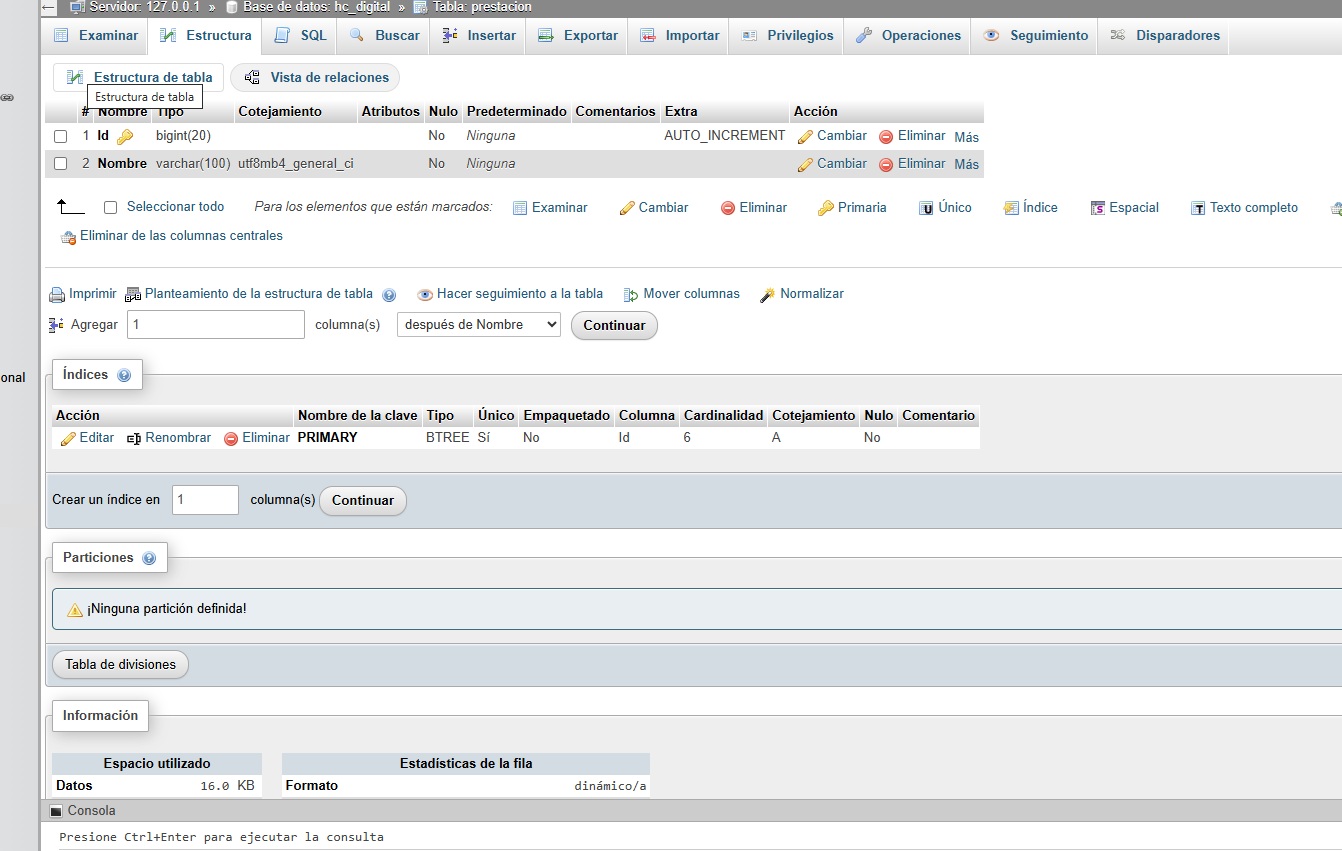 Servidor: 127.0.0.1 » Base de datos: hc_digital » Tabla: prestacion
Examinar Estructura SQL Buscar Insertar Exportar Importar Privilegios Operaciones Seguimiento Disparadores
Estructura de tabla Vista de relaciones
Estructura de tabla
# Nombre Tipo Cotejamiento Atributos Nulo Predeterminado Comentarios Extra Acción
1 Id bigint(20) No Ninguna AUTO_INCREMENT Cambiar Eliminar Más
2 Nombre varchar(100) utf8mb4_general_ci No Ninguna Cambiar Eliminar Más
Seleccionar todo Para los elementos que están marcados: Examinar Cambiar Eliminar Primaria Único Índice Espacial Texto completo
Eliminar de las columnas centrales
Imprimir Planteamiento de la estructura de tabla Hacer seguimiento a la tabla Mover columnas Normalizar
Agregar 1 columna(s) después de Nombre Continuar
onal
Índices
Acción Nombre de la clave Tipo Único Empaquetado Columna Cardinalidad Cotejamiento Nulo Comentario
Editar Renombrar Eliminar PRIMARY BTREE Sí No Id 6 A No
Crear un índice en 1 columna(s) Continuar
Particiones
¡Ninguna partición definida!
Tabla de divisiones
Información
Espacio utilizado Estadísticas de la fila
Datos 16.0 KB Formato dinámico/a
Consola
Presione Ctrl+Enter para ejecutar la consulta